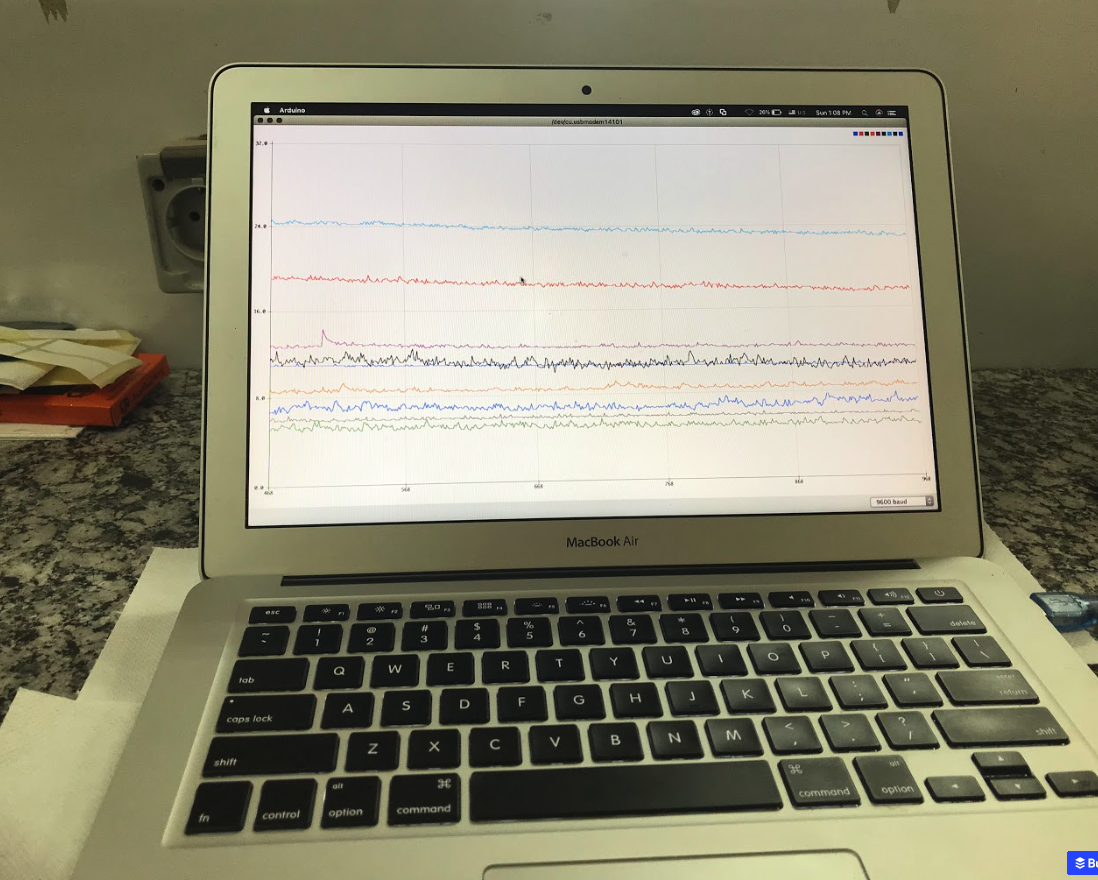 Arduino 26% Sun 1:08 PM
/dev/cu.usbmodem14101
32.0
24.0
16.0
8.0
0.0
468 568 668 768 868 968
9600 baud
MacBook Air
esc F1 F2 F3 F4 F5 F6 F7 F8 F9 F10 F11 F12
~ ! @ # $ % ^ & * ( ) _ +
` 1 2 3 4 5 6 7 8 9 0 - = delete
tab Q W E R T Y U I O P { [ } ] | \
caps lock A S D F G H J K L : ; " ' enter return
shift Z X C V B N M < , > . ? / shift
fn control alt option ⌘ command ⌘ command alt option
Bu